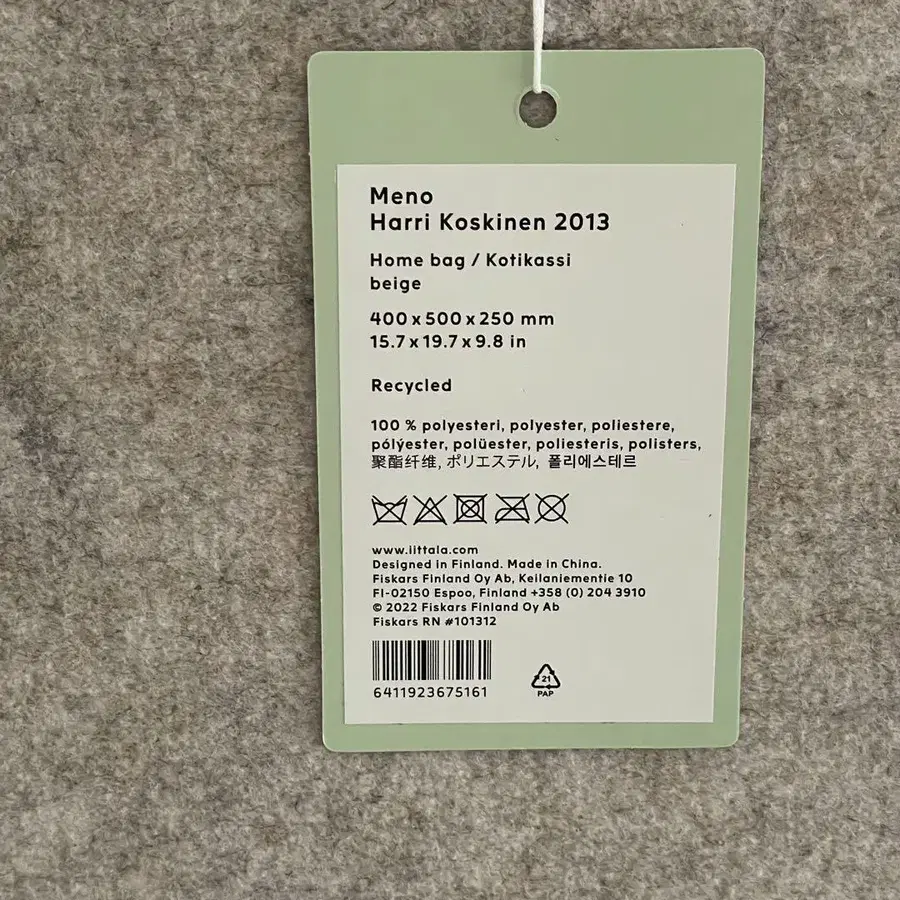 Meno
Harri Koskinen 2013
Home bag / Kotikassi
beige
400 x 500 x 250 mm
15.7 x 19.7 x 9.8 in
Recycled
100 % polyesteri, polyester, poliestere,
pólýester, polüester, poliesteris, polisters,
聚酯纤维, ポリエステル, 폴리에스테르
www.iittala.com
Designed in Finland. Made in China.
Fiskars Finland Oy Ab, Keilaniementie 10
FI-02150 Espoo, Finland +358 (0) 204 3910
© 2022 Fiskars Finland Oy Ab
Fiskars RN #101312
6411923675161
21
PAP